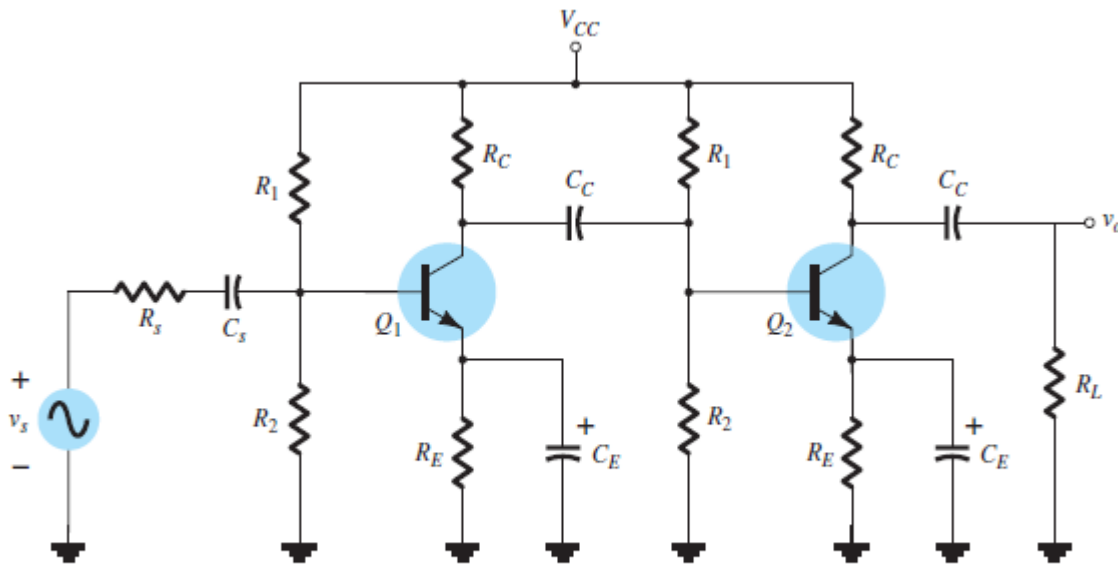 V_CC
R_1 R_C R_1 R_C
C_C C_C
v_o
R_s C_s Q_1 Q_2
+ v_s −
R_2 R_E + C_E R_2 R_E + C_E R_L